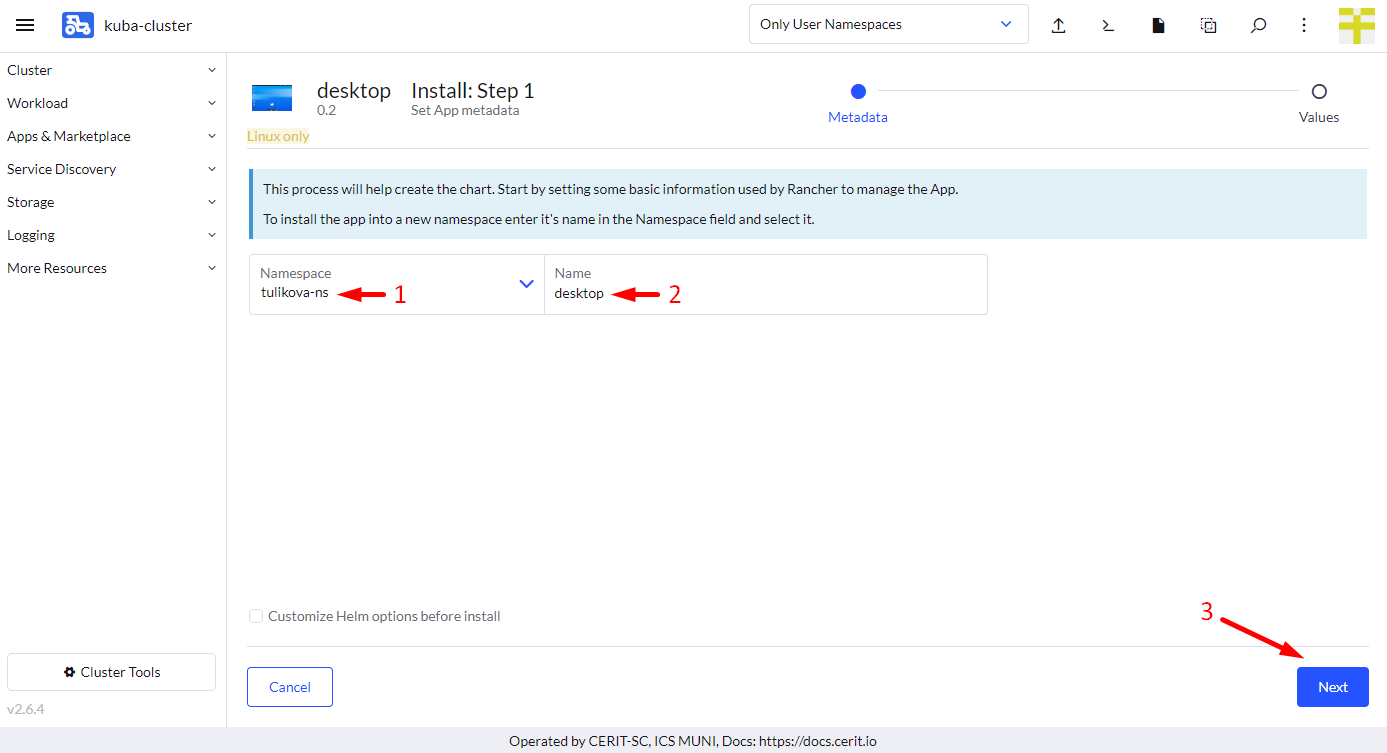 kuba-cluster
Only User Namespaces
Cluster
Workload
Apps & Marketplace
Service Discovery
Storage
Logging
More Resources
Cluster Tools
v2.6.4
desktop
0.2
Linux only
Install: Step 1
Set App metadata
Metadata
Values
This process will help create the chart. Start by setting some basic information used by Rancher to manage the App.
To install the app into a new namespace enter it's name in the Namespace field and select it.
Namespace
tulikova-ns
1
Name
desktop
2
Customize Helm options before install
3
Cancel
Next
Operated by CERIT-SC, ICS MUNI, Docs: https://docs.cerit.io